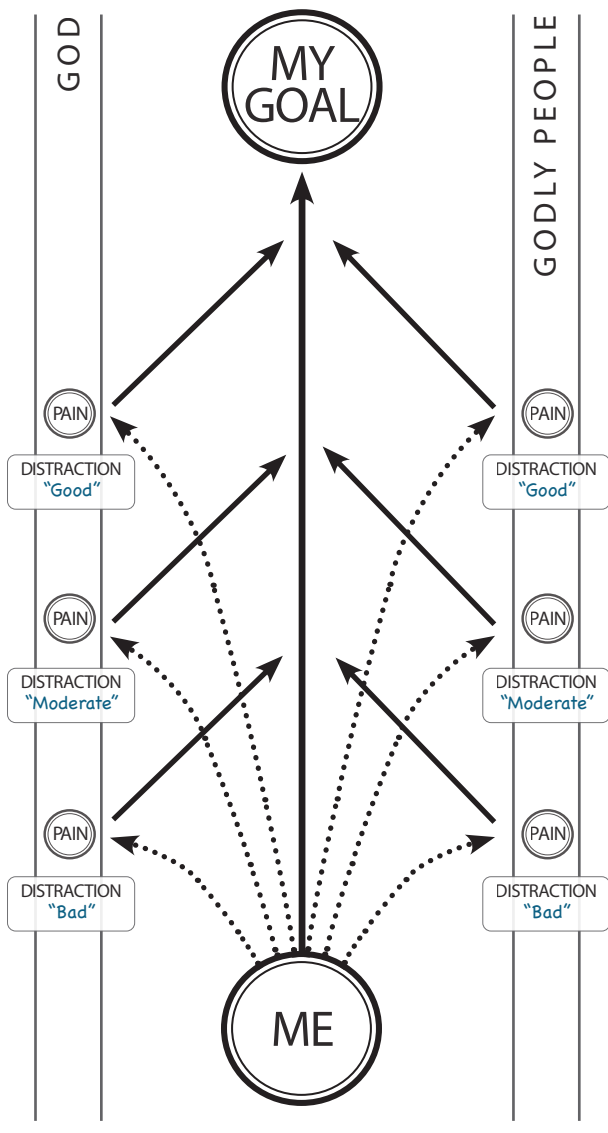 GOD
MY
GOAL
GODLY PEOPLE
PAIN
PAIN
DISTRACTION
"Good"
DISTRACTION
"Good"
PAIN
PAIN
DISTRACTION
"Moderate"
DISTRACTION
"Moderate"
PAIN
PAIN
DISTRACTION
"Bad"
DISTRACTION
"Bad"
ME